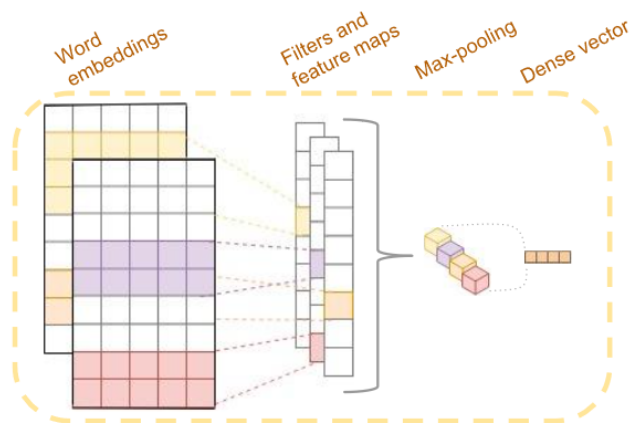 Word
embeddings
Filters and
feature maps
Max-pooling
Dense vector